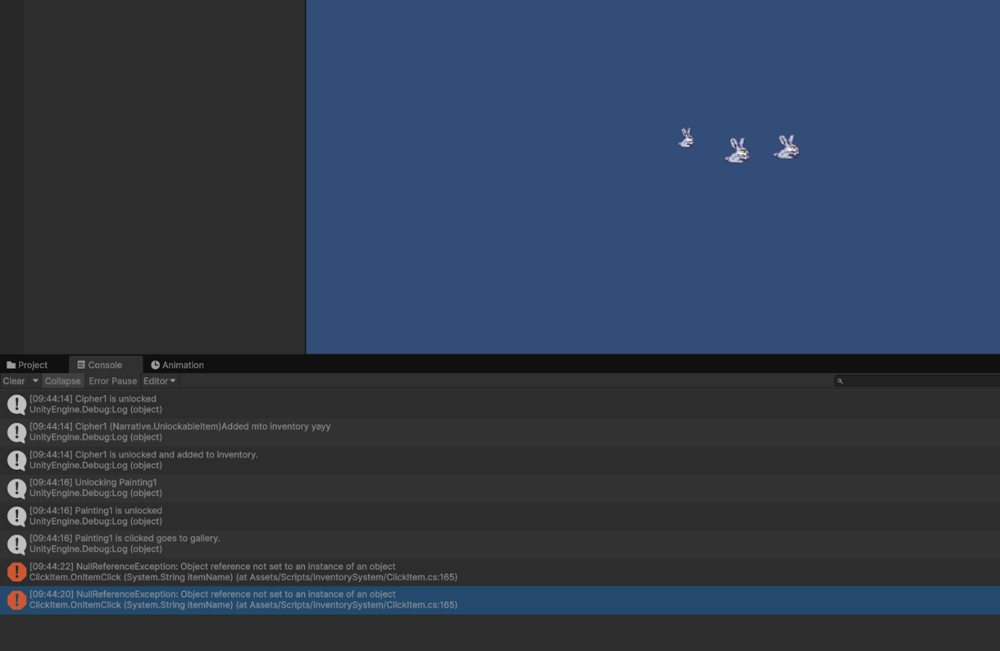 Project Console Animation
Clear Collapse Error Pause Editor
[09:44:14] Cipher1 is unlocked
UnityEngine.Debug:Log (object)
[09:44:14] Cipher1 (Narrative.UnlockableItem)Added mto inventory yayy
UnityEngine.Debug:Log (object)
[09:44:14] Cipher1 is unlocked and added to inventory.
UnityEngine.Debug:Log (object)
[09:44:16] Unlocking Painting1
UnityEngine.Debug:Log (object)
[09:44:16] Painting1 is unlocked
UnityEngine.Debug:Log (object)
[09:44:16] Painting1 is clicked goes to gallery.
UnityEngine.Debug:Log (object)
[09:44:22] NullReferenceException: Object reference not set to an instance of an object
ClickItem.OnItemClick (System.String itemName) (at Assets/Scripts/InventorySystem/ClickItem.cs:165)
[09:44:20] NullReferenceException: Object reference not set to an instance of an object
ClickItem.OnItemClick (System.String itemName) (at Assets/Scripts/InventorySystem/ClickItem.cs:165)